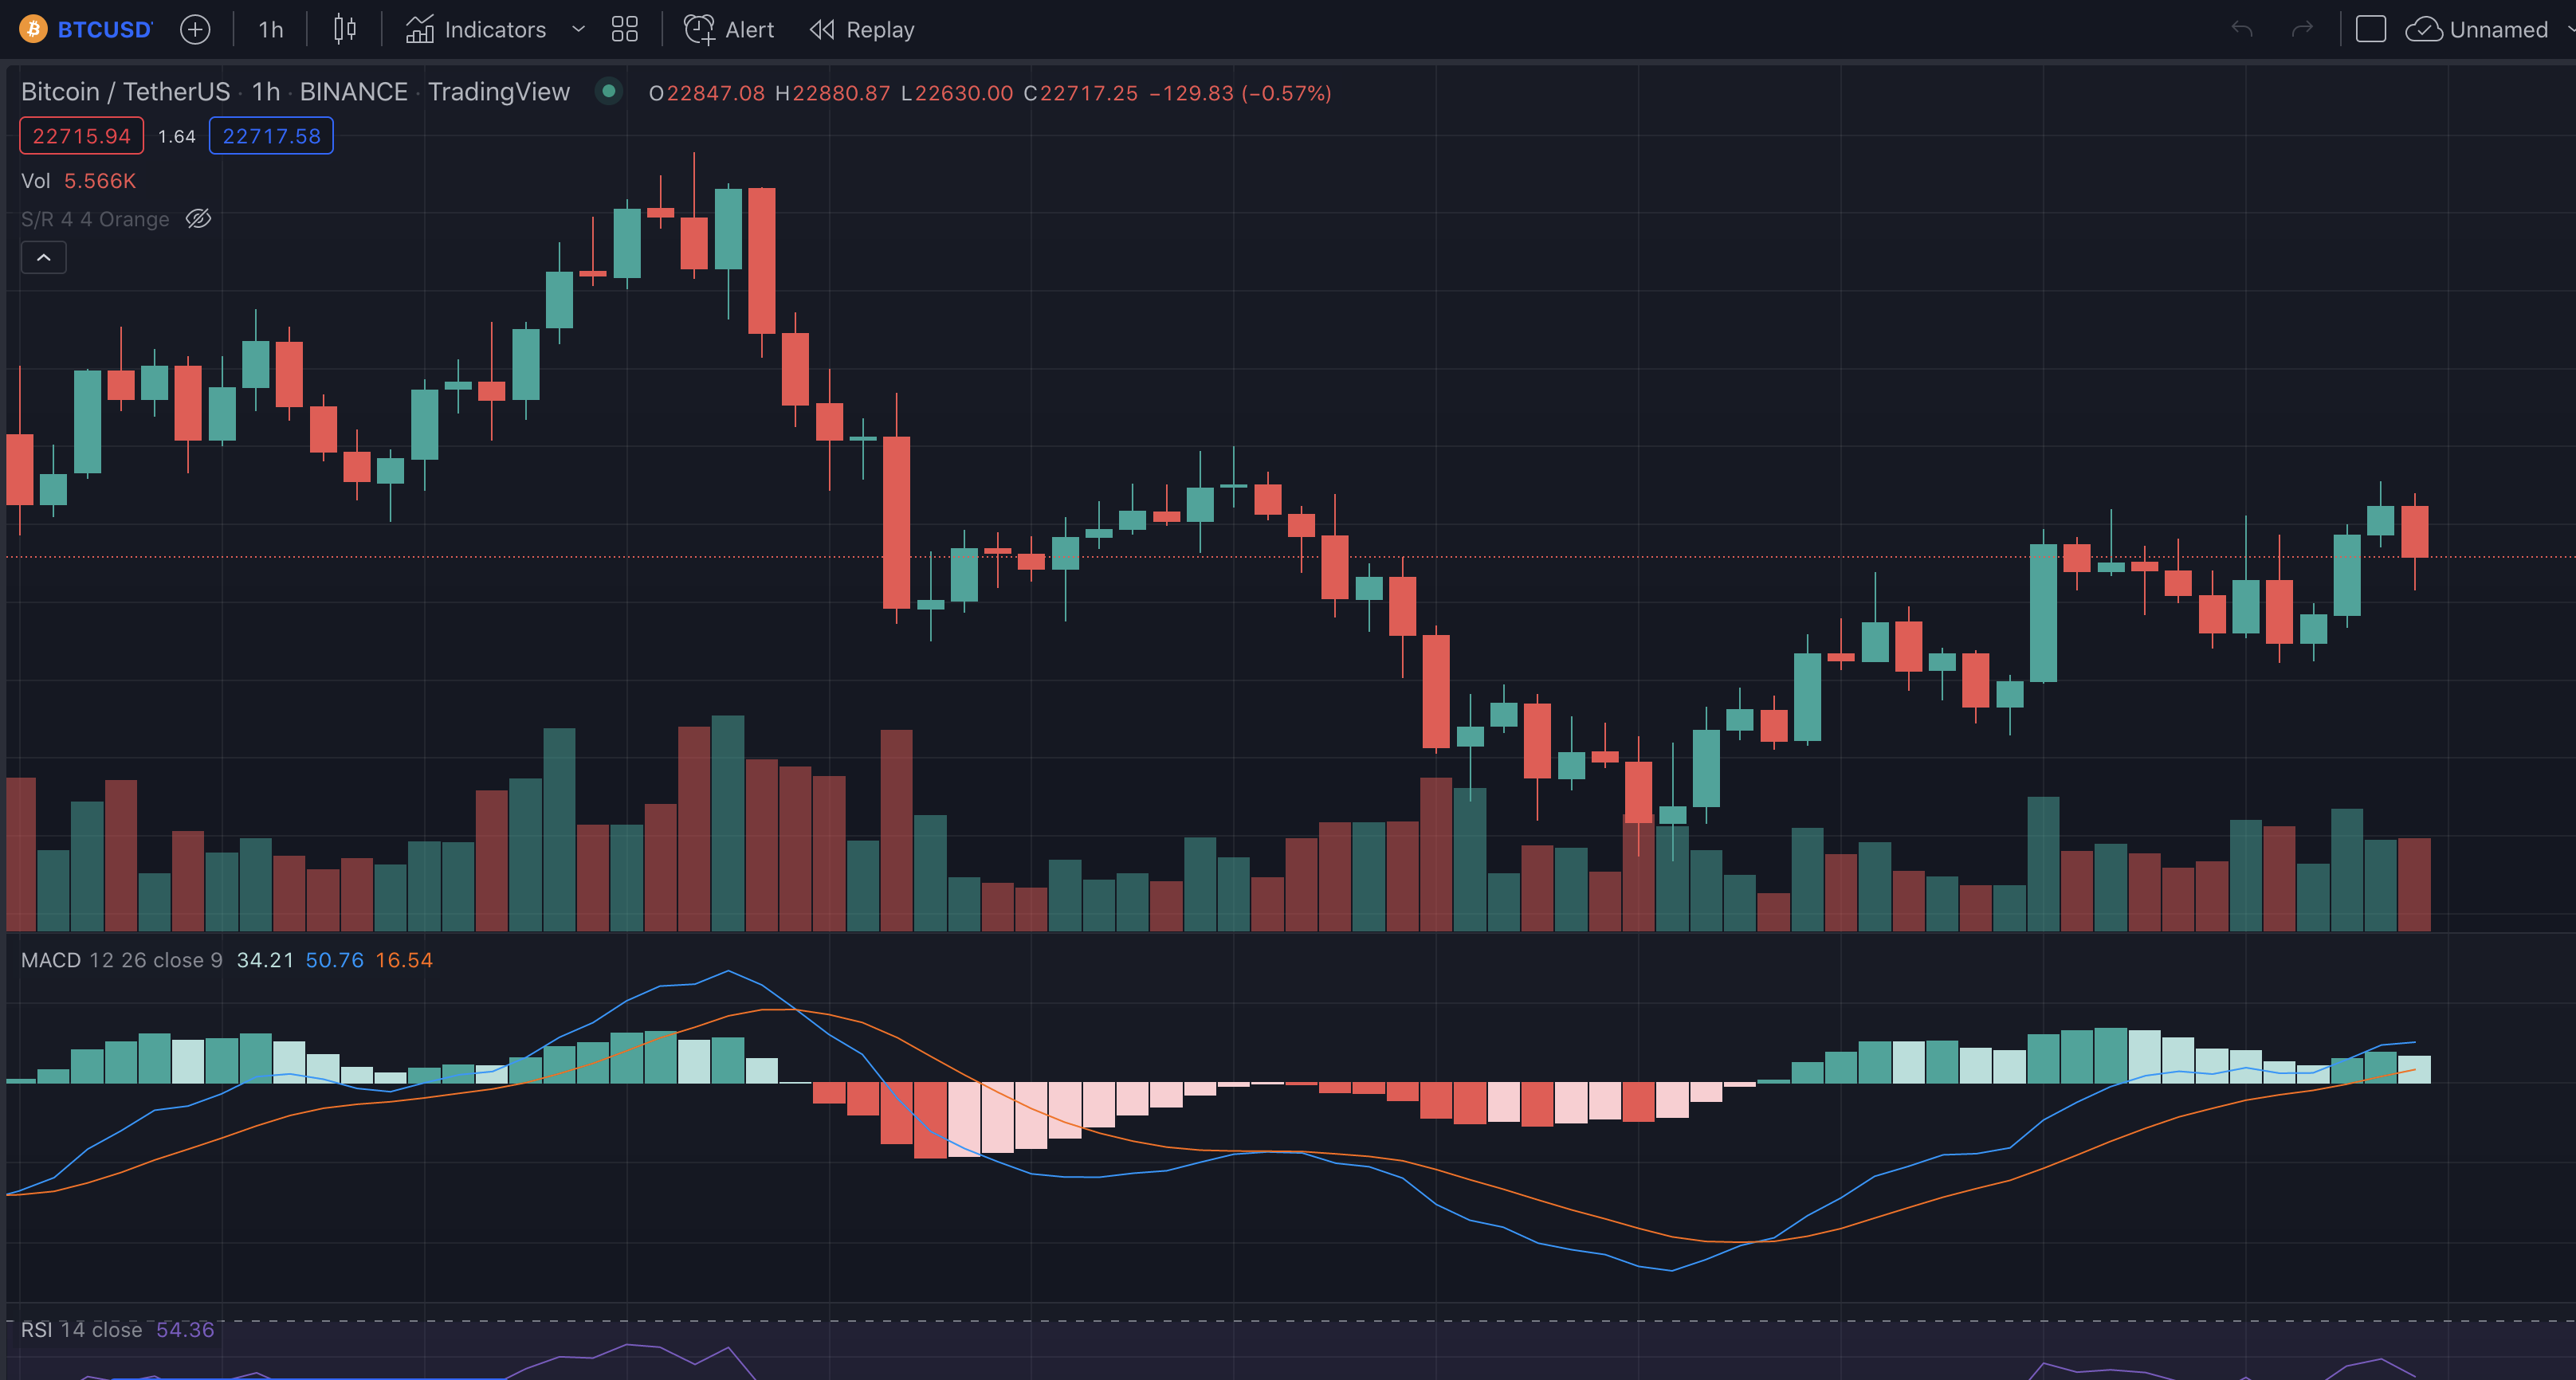 BTCUSD 1h Indicators Alert Replay Unnamed
Bitcoin / TetherUS · 1h · BINANCE · TradingView O22847.08 H22880.87 L22630.00 C22717.25 −129.83 (−0.57%)
22715.94 1.64 22717.58
Vol 5.566K
S/R 4 4 Orange
MACD 12 26 close 9 34.21 50.76 16.54
RSI 14 close 54.36